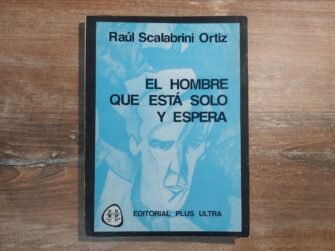 Raúl Scalabrini Ortiz
EL HOMBRE
QUE ESTÁ SOLO
Y ESPERA
EDITORIAL PLUS ULTRA